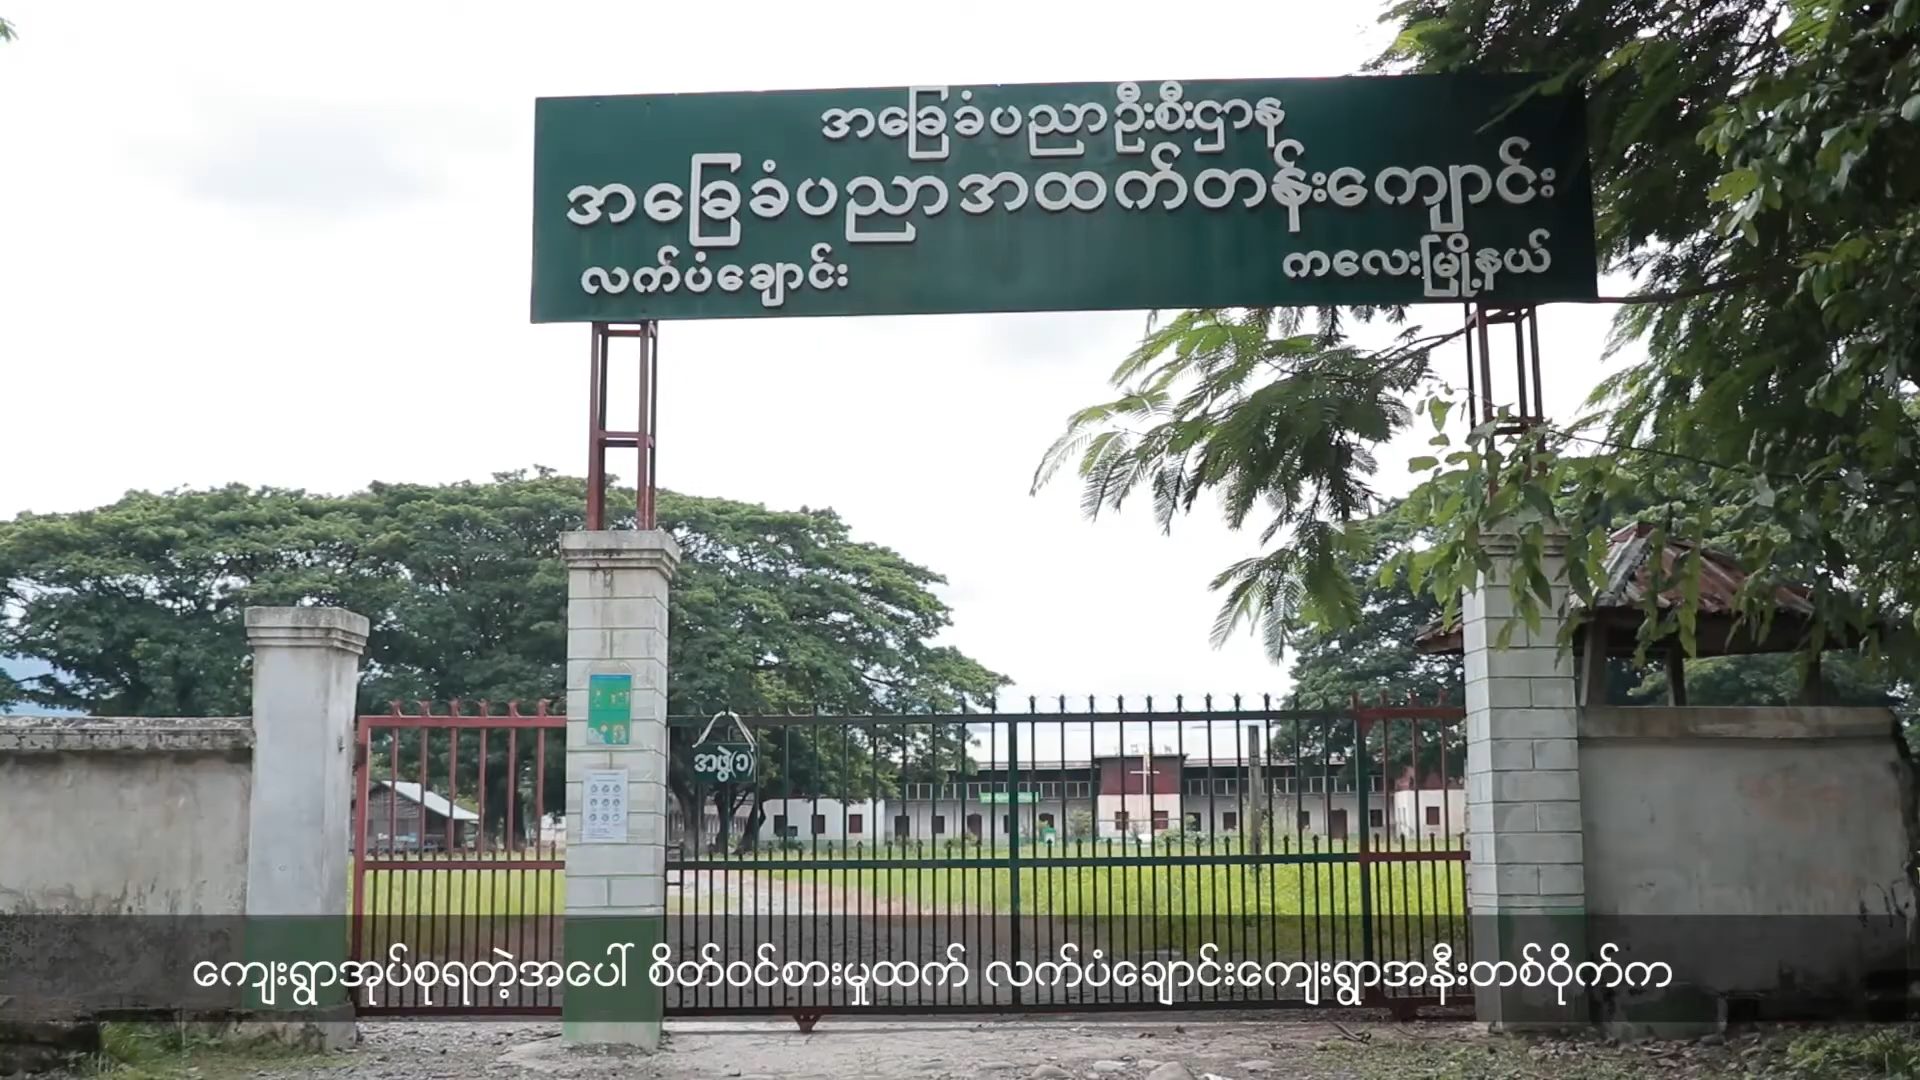 အခြေခံပညာဦးစီးဌာန
အခြေခံပညာအထက်တန်းကျောင်း
လက်ပံချောင်း ကလေးမြို့နယ်
အဖွဲ့(၁)
ကျေးရွာအုပ်စုရတဲ့အပေါ် စိတ်ဝင်စားမှုထက် လက်ပံချောင်းကျေးရွာအနီးတစ်ဝိုက်က